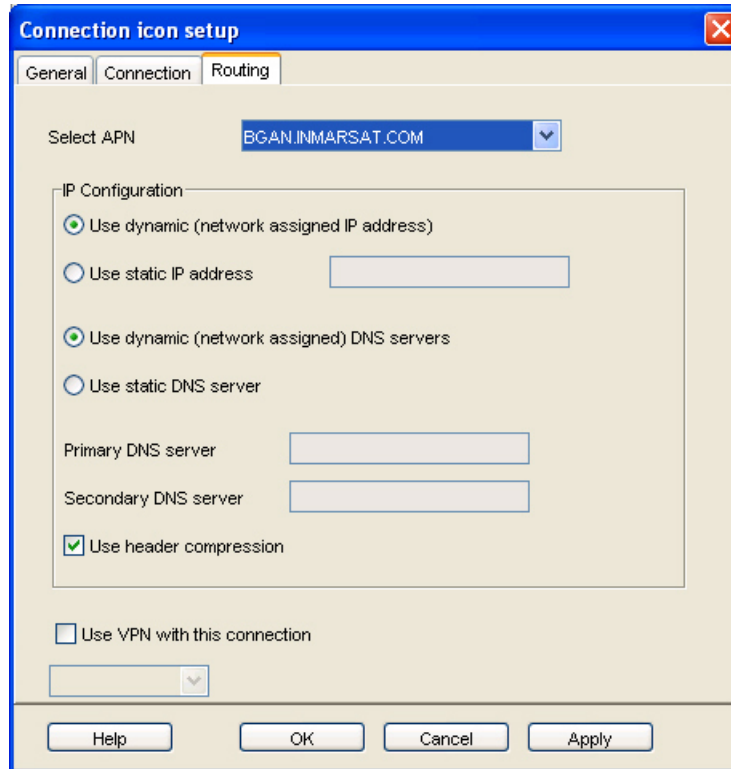 Connection icon setup
General Connection Routing
Select APN BGAN.INMARSAT.COM
IP Configuration
Use dynamic (network assigned IP address)
Use static IP address
Use dynamic (network assigned) DNS servers
Use static DNS server
Primary DNS server
Secondary DNS server
Use header compression
Use VPN with this connection
Help OK Cancel Apply